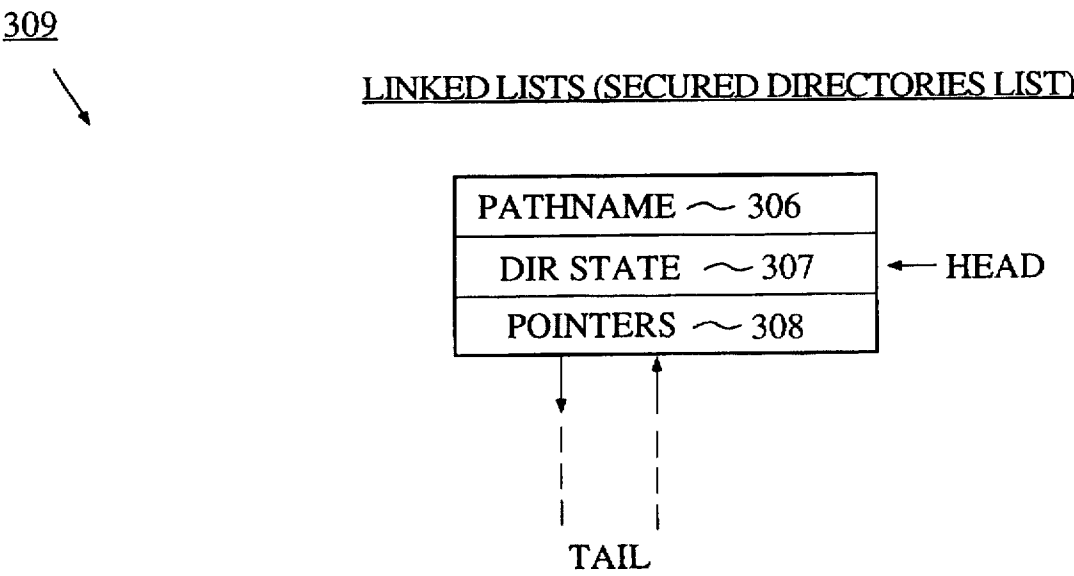 309
LINKED LISTS (SECURED DIRECTORIES LIST)
PATHNAME 306
DIR STATE 307
HEAD
POINTERS 308
TAIL